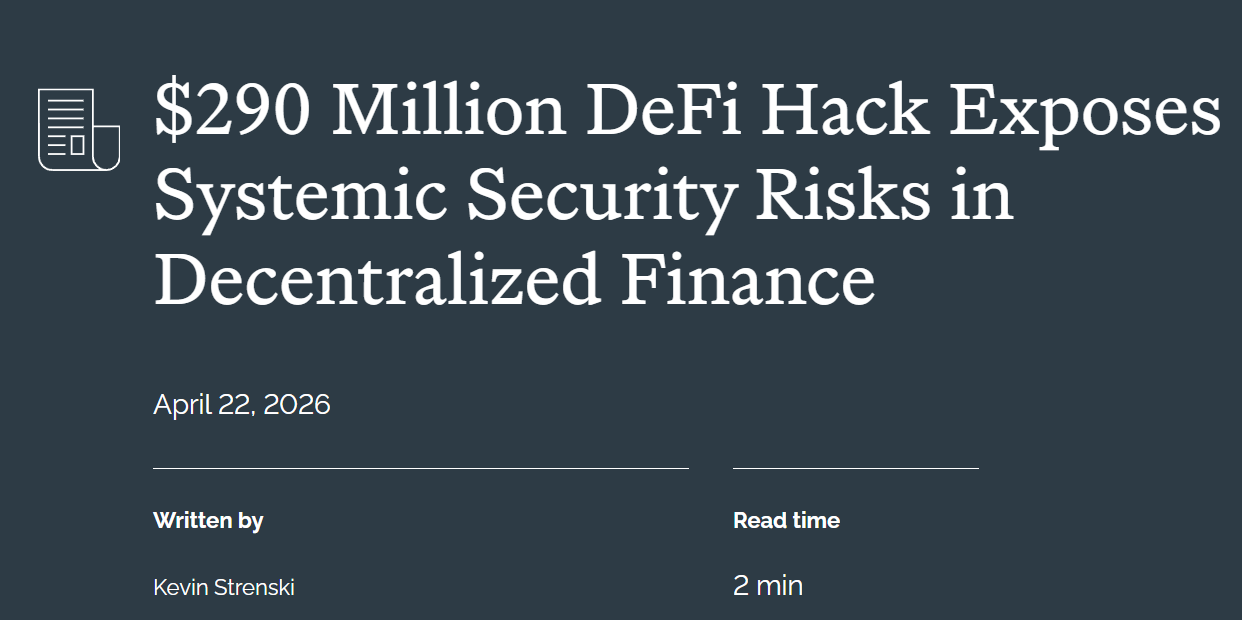 $290 Million DeFi Hack Exposes
Systemic Security Risks in
Decentralized Finance
April 22, 2026
Written by
Read time
Kevin Strenski
2 min